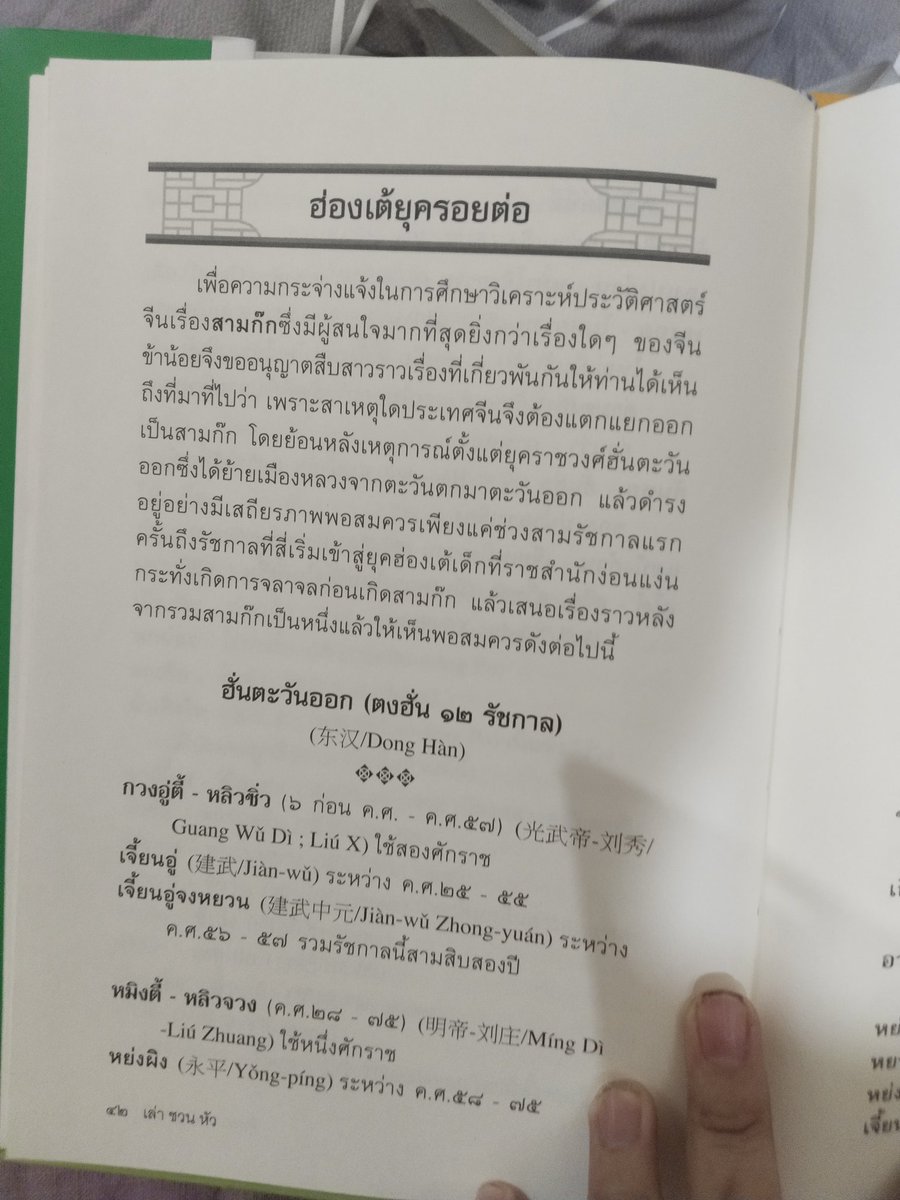 ฮ่องเต้ยุครอยต่อ
เพื่อความกระจ่างแจ้งในการศึกษาวิเคราะห์ประวัติศาสตร์
จีนเรื่องสามก๊กซึ่งมีผู้สนใจมากที่สุดยิ่งกว่าเรื่องใดๆ ของจีน
ข้าน้อยจึงขออนุญาตสืบสาวราวเรื่องที่เกี่ยวพันกันให้ท่านได้เห็น
ถึงที่มาที่ไปว่า เพราะสาเหตุใดประเทศจีนจึงต้องแตกแยกออก
เป็นสามก๊ก โดยย้อนหลังเหตุการณ์ตั้งแต่ยุคราชวงศ์ฮั่นตะวัน
ออกซึ่งได้ย้ายเมืองหลวงจากตะวันตกมาตะวันออก แล้วดำรง
อยู่อย่างมีเสถียรภาพพอสมควรเพียงแค่ช่วงสามรัชกาลแรก
ครั้นถึงรัชกาลที่สี่เริ่มเข้าสู่ยุคฮ่องเต้เด็กที่ราชสำนักง่อนแง่น
กระทั่งเกิดการจลาจลก่อนเกิดสามก๊ก แล้วเสนอเรื่องราวหลัง
จากรวมสามก๊กเป็นหนึ่งแล้วให้เห็นพอสมควรดังต่อไปนี้
ฮั่นตะวันออก (ตงฮั่น ๑๒ รัชกาล)
(东汉/Dong Hàn)
กวงอู่ตี้ - หลิวซิ่ว (๖ ก่อน ค.ศ. - ค.ศ.๕๗) (光武帝-刘秀/
Guang Wǔ Dì ; Liú X) ใช้สองศักราช
เจี้ยนอู่ (建武/Jiàn-wǔ) ระหว่าง ค.ศ.๒๕ - ๕๕
เจี้ยนอู่จงหยวน (建武中元/Jiàn-wǔ Zhong-yuán) ระหว่าง
ค.ศ.๕๖ - ๕๗ รวมรัชกาลนี้สามสิบสองปี
หมิงตี้ - หลิวจวง (ค.ศ.๒๘ - ๗๕) (明帝-刘庄/Míng Dì
-Liú Zhuang) ใช้หนึ่งศักราช
หย่งผิง (永平/Yǒng-píng) ระหว่าง ค.ศ.๕๘ - ๗๕
๔๒ เล่า ชวน หัว